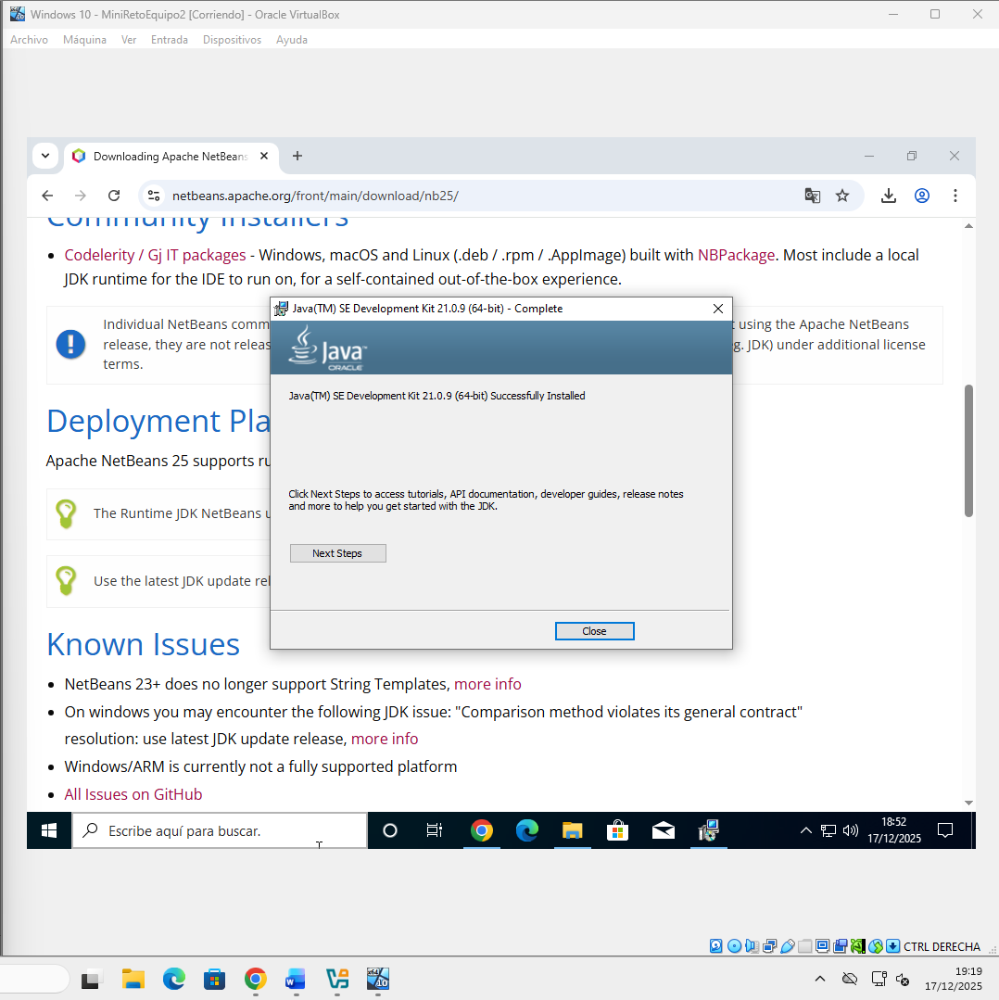 Windows 10 - MiniRetoEquipo2 [Corriendo] - Oracle VirtualBox
Archivo Máquina Ver Entrada Dispositivos Ayuda
Downloading Apache NetBeans
netbeans.apache.org/front/main/download/nb25/
Community Installers
Codelerity / Gj IT packages - Windows, macOS and Linux (.deb / .rpm / .AppImage) built with NBPackage. Most include a local
JDK runtime for the IDE to run on, for a self-contained out-of-the-box experience.
Java(TM) SE Development Kit 21.0.9 (64-bit) - Complete
Individual NetBeans comm t using the Apache NetBeans
release, they are not releas eg. JDK) under additional license
terms.
Java™
ORACLE
Java(TM) SE Development Kit 21.0.9 (64-bit) Successfully Installed
Deployment Pla
Apache NetBeans 25 supports ru
Click Next Steps to access tutorials, API documentation, developer guides, release notes
and more to help you get started with the JDK.
The Runtime JDK NetBeans u
Next Steps
Use the latest JDK update rel
Close
Known Issues
NetBeans 23+ does no longer support String Templates, more info
On windows you may encounter the following JDK issue: "Comparison method violates its general contract"
resolution: use latest JDK update release, more info
Windows/ARM is currently not a fully supported platform
All Issues on GitHub
Escribe aquí para buscar.
18:52
17/12/2025
CTRL DERECHA
19:19
17/12/2025